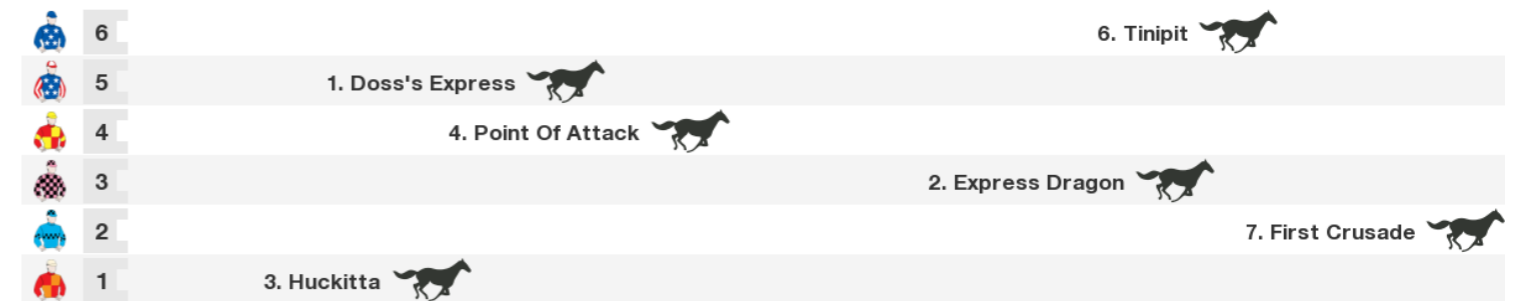 6 6. Tinipit
5 1. Doss's Express
4 4. Point Of Attack
3 2. Express Dragon
2 7. First Crusade
1 3. Huckitta